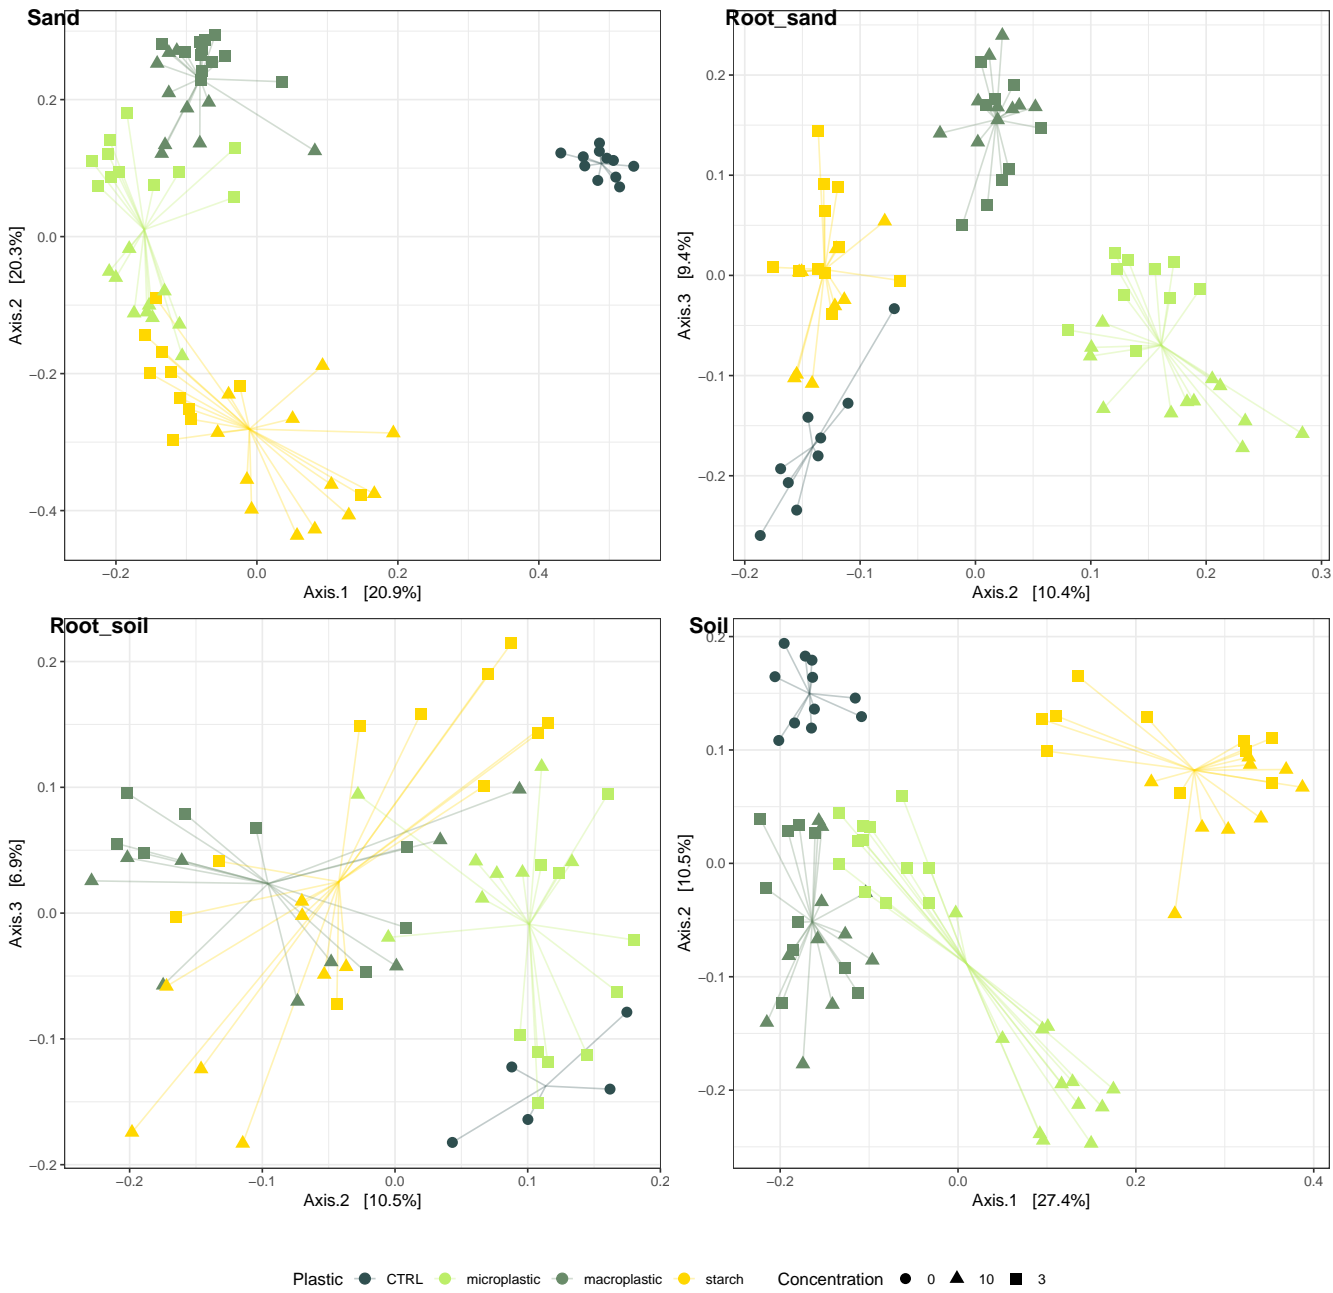 Sand
Axis.2 [20.3%]
0.2
0.0
−0.2
−0.4
−0.2 0.0 0.2 0.4
Axis.1 [20.9%]
Root_sand
Axis.3 [9.4%]
0.2
0.1
0.0
−0.1
−0.2
−0.2 −0.1 0.0 0.1 0.2 0.3
Axis.2 [10.4%]
Root_soil
Axis.3 [6.9%]
0.2
0.1
0.0
−0.1
−0.2
−0.2 −0.1 0.0 0.1 0.2
Axis.2 [10.5%]
Soil
Axis.2 [10.5%]
0.2
0.1
0.0
−0.1
−0.2
−0.2 0.0 0.2 0.4
Axis.1 [27.4%]
Plastic CTRL microplastic macroplastic starch Concentration 0 10 3